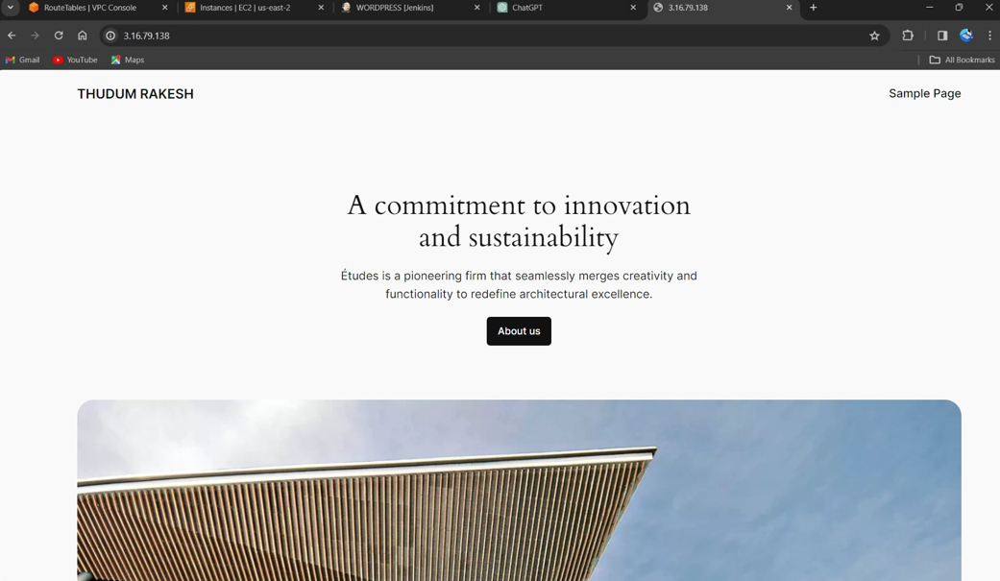 RouteTables | VPC Console
Instances | EC2 | us-east-2
WORDPRESS [Jenkins]
ChatGPT
3.16.79.138
3.16.79.138
Gmail
YouTube
Maps
All Bookmarks
THUDUM RAKESH
Sample Page
A commitment to innovation
and sustainability
Études is a pioneering firm that seamlessly merges creativity and
functionality to redefine architectural excellence.
About us